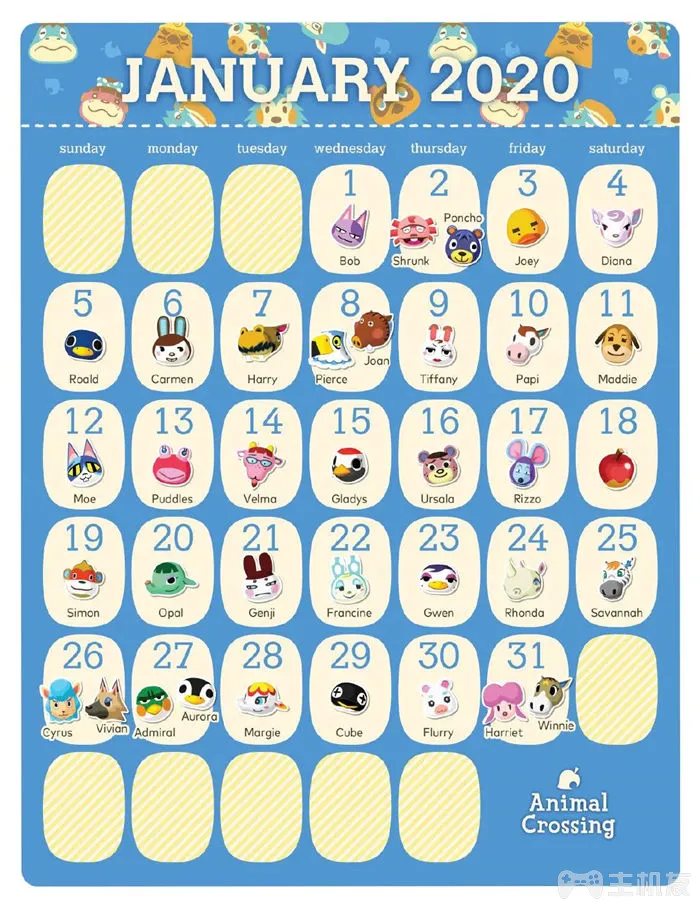 JANUARY 2020
sunday monday tuesday wednesday thursday friday saturday
1 2 3 4
Bob Shrunk Poncho Joey Diana
5 6 7 8 9 10 11
Roald Carmen Harry Pierce Joan Tiffany Papi Maddie
12 13 14 15 16 17 18
Moe Puddles Velma Gladys Ursala Rizzo
19 20 21 22 23 24 25
Simon Opal Genji Francine Gwen Rhonda Savannah
26 27 28 29 30 31
Cyrus Vivian Admiral Aurora Margie Cube Flurry Harriet Winnie
Animal
Crossing
主机友